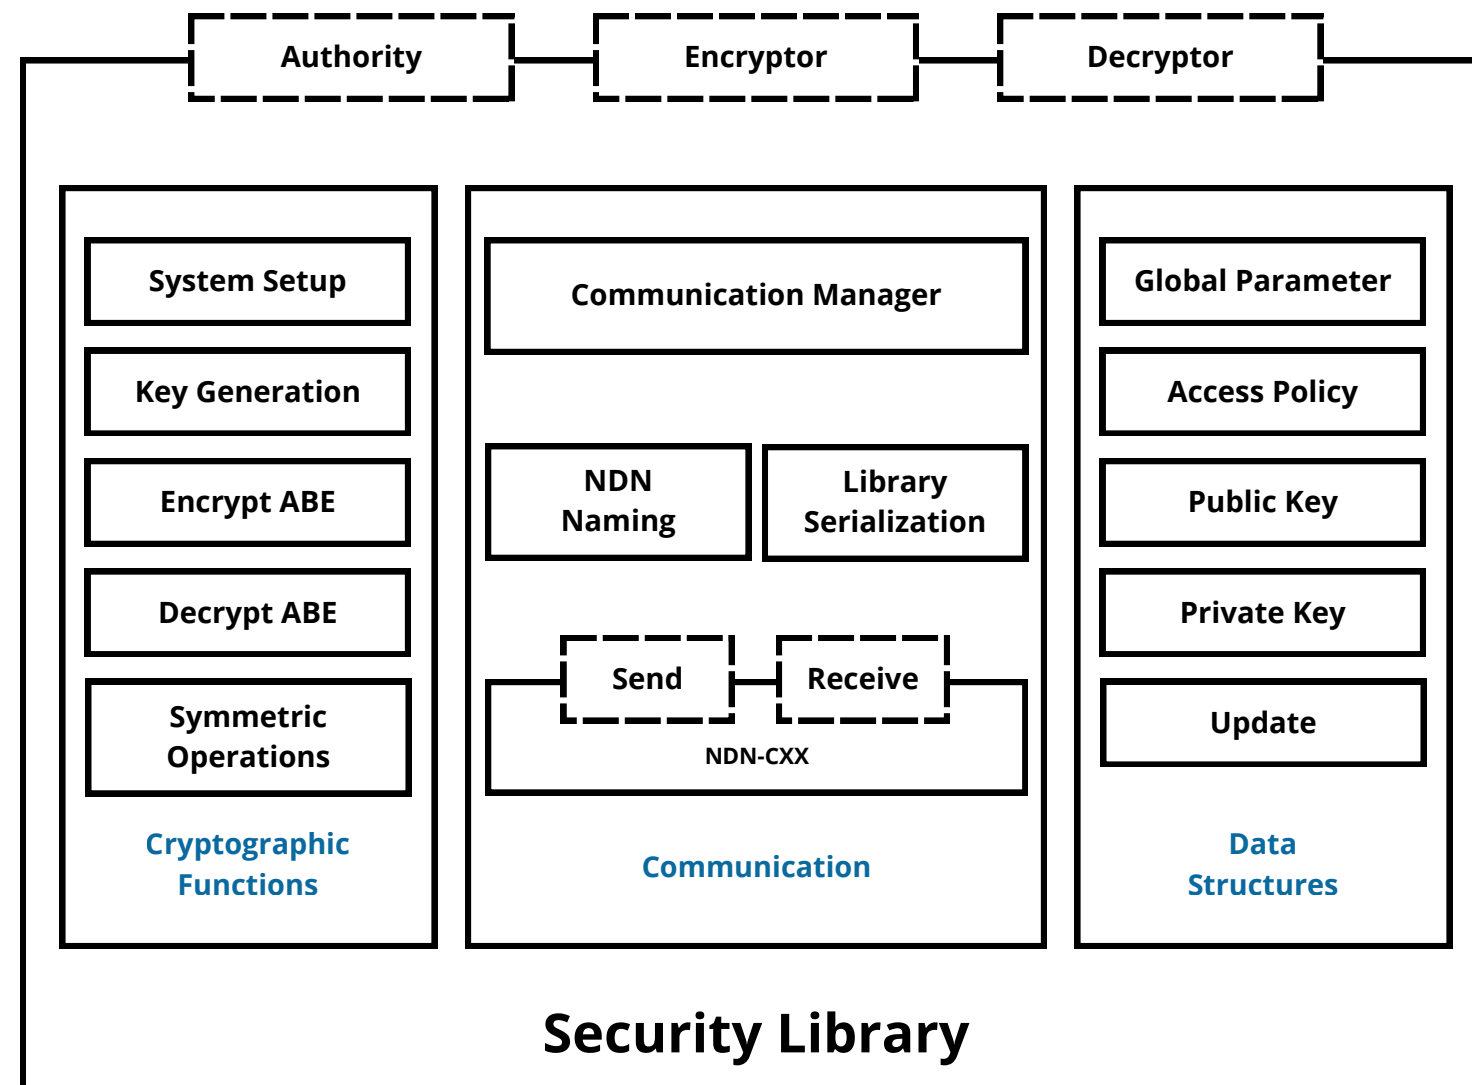 Authority
Encryptor
Decryptor
System Setup
Key Generation
Encrypt ABE
Decrypt ABE
Symmetric
Operations
Cryptographic
Functions
Communication Manager
NDN
Naming
Library
Serialization
Send
Receive
NDN-CXX
Communication
Global Parameter
Access Policy
Public Key
Private Key
Update
Data
Structures
Security Library